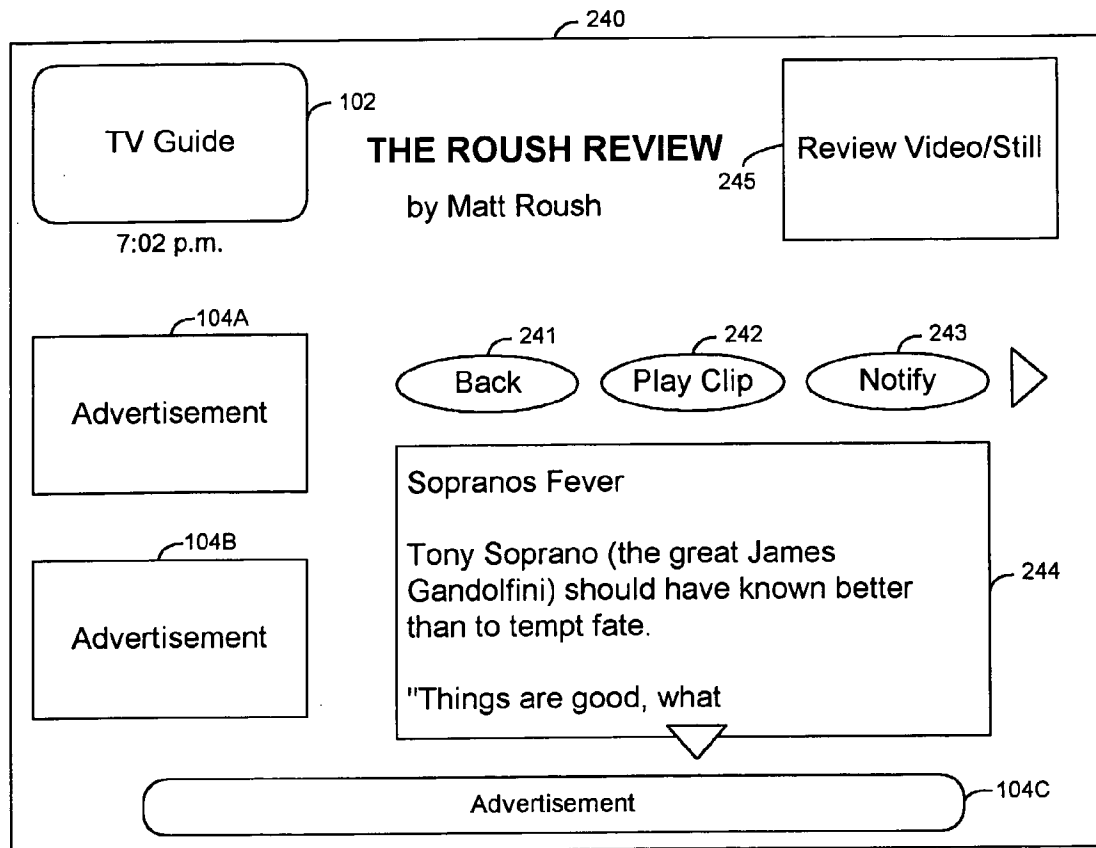 240
TV Guide
102
7:02 p.m.
THE ROUSH REVIEW
by Matt Roush
Review Video/Still
245
104A
Advertisement
241
Back
242
Play Clip
243
Notify
104B
Advertisement
Sopranos Fever
Tony Soprano (the great James
Gandolfini) should have known better
than to tempt fate.
"Things are good, what
244
Advertisement
104C